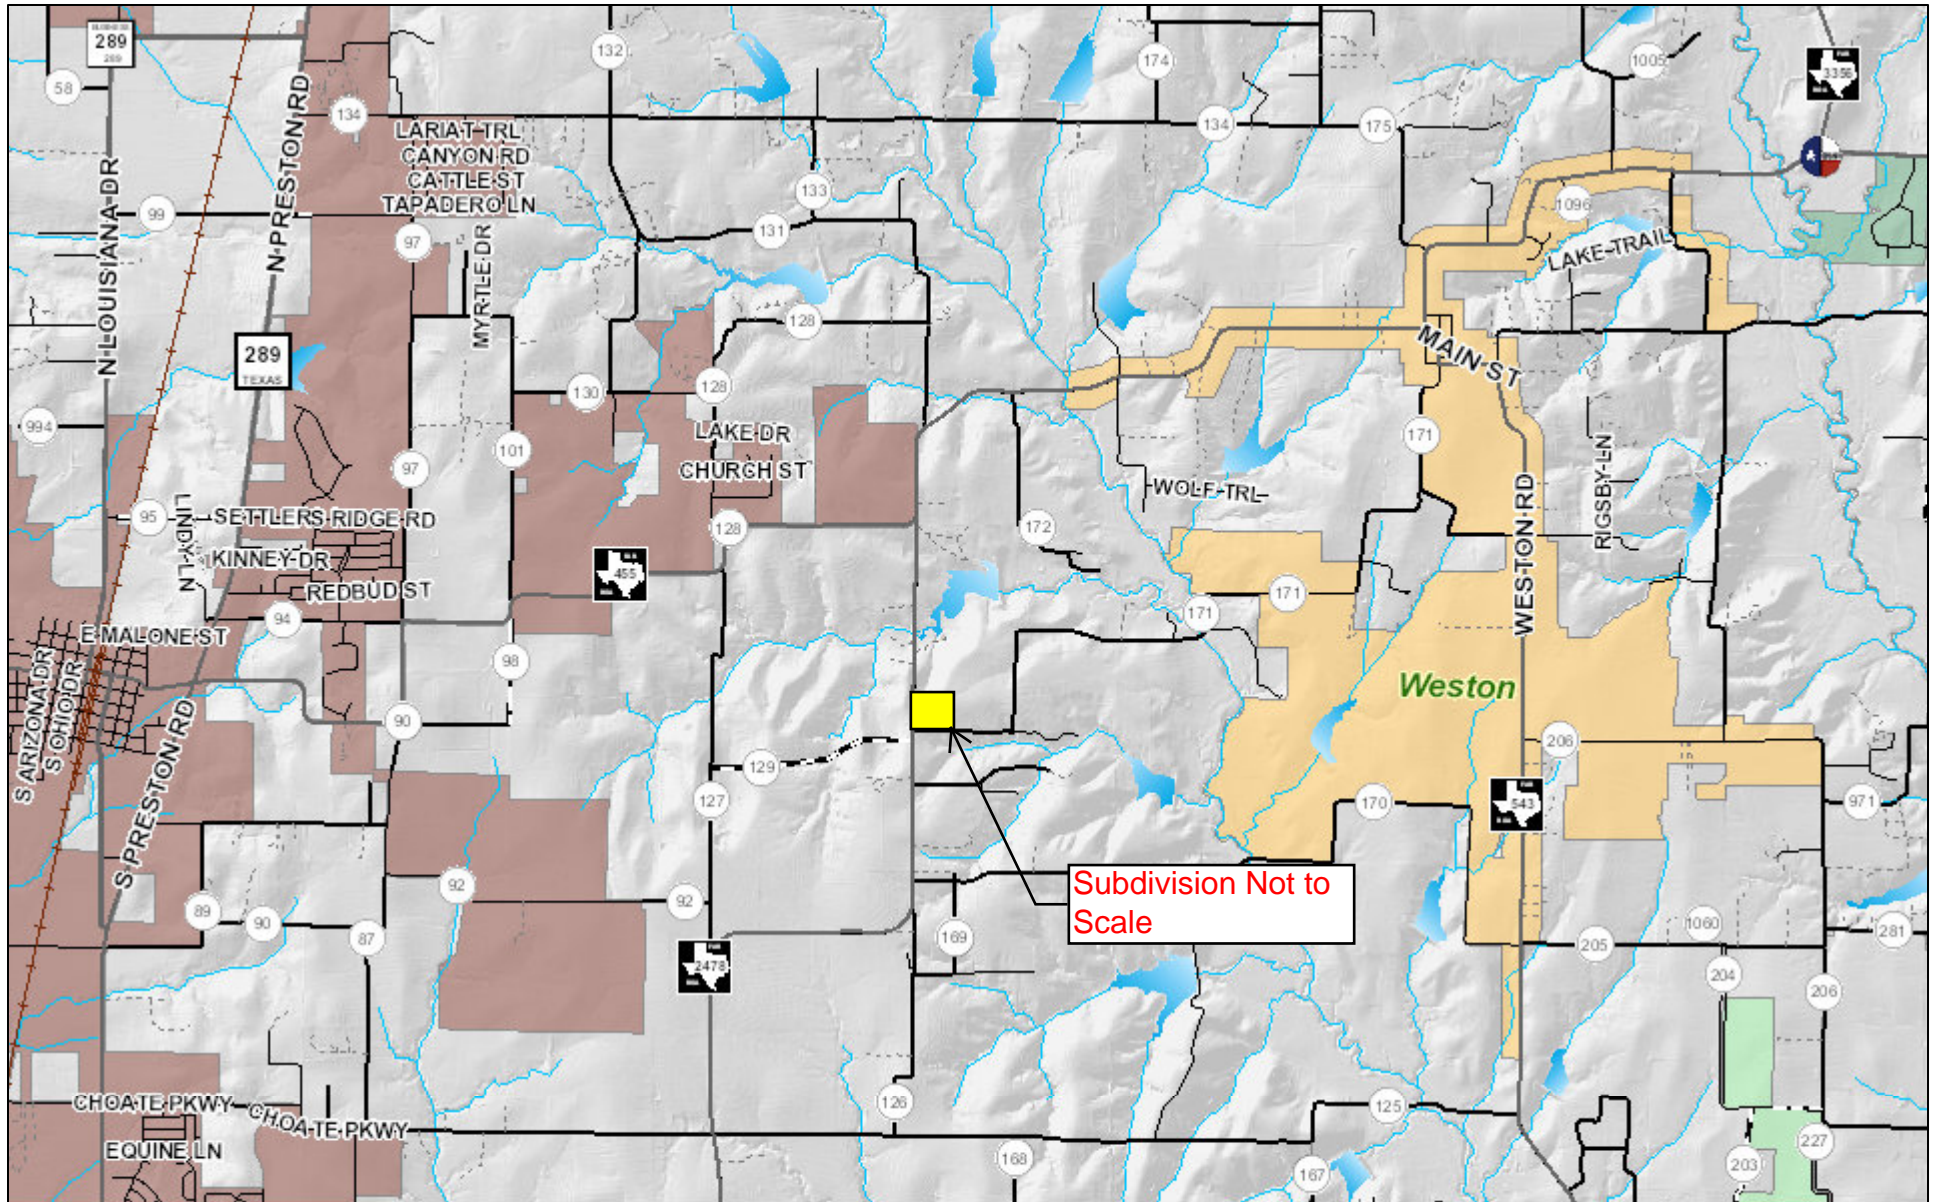 289
289
58
132
174
1005
3356
134
134
175
LARIAT TRL
CANYON RD
CATTLE ST
TAPADERO LN
N PRESTON RD
N LOUISIANA DR
99
97
133
131
1096
LAKE TRAIL
MYRTLE DR
128
289
TEXAS
MAIN ST
130
128
994
101
97
LAKE DR
CHURCH ST
171
WOLF TRL
WESTON RD
RIGSBY LN
95
LINDY LN
SETTLERS RIDGE RD
128
172
KINNEY DR
455
REDBUD ST
171
171
94
E MALONE ST
98
S ARIZONA DR
S OHIO DR
S PRESTON RD
Weston
90
206
129
127
170
543
971
Subdivision Not to
Scale
92
92
89
90
87
169
2478
1060
205
281
204
206
CHOATE PKWY
CHOATE PKWY
126
125
EQUINE LN
168
167
203
227